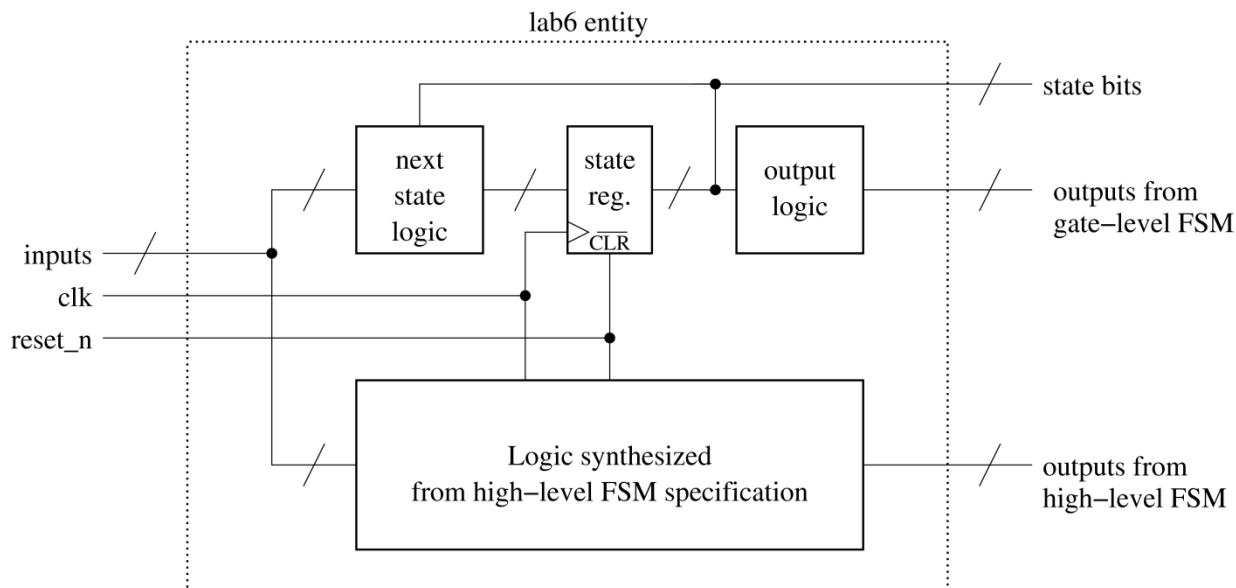 lab6 entity
state bits
next
state
logic
state
reg.
CLR
output
logic
outputs from
gate−level FSM
inputs
clk
reset_n
Logic synthesized
from high−level FSM specification
outputs from
high−level FSM